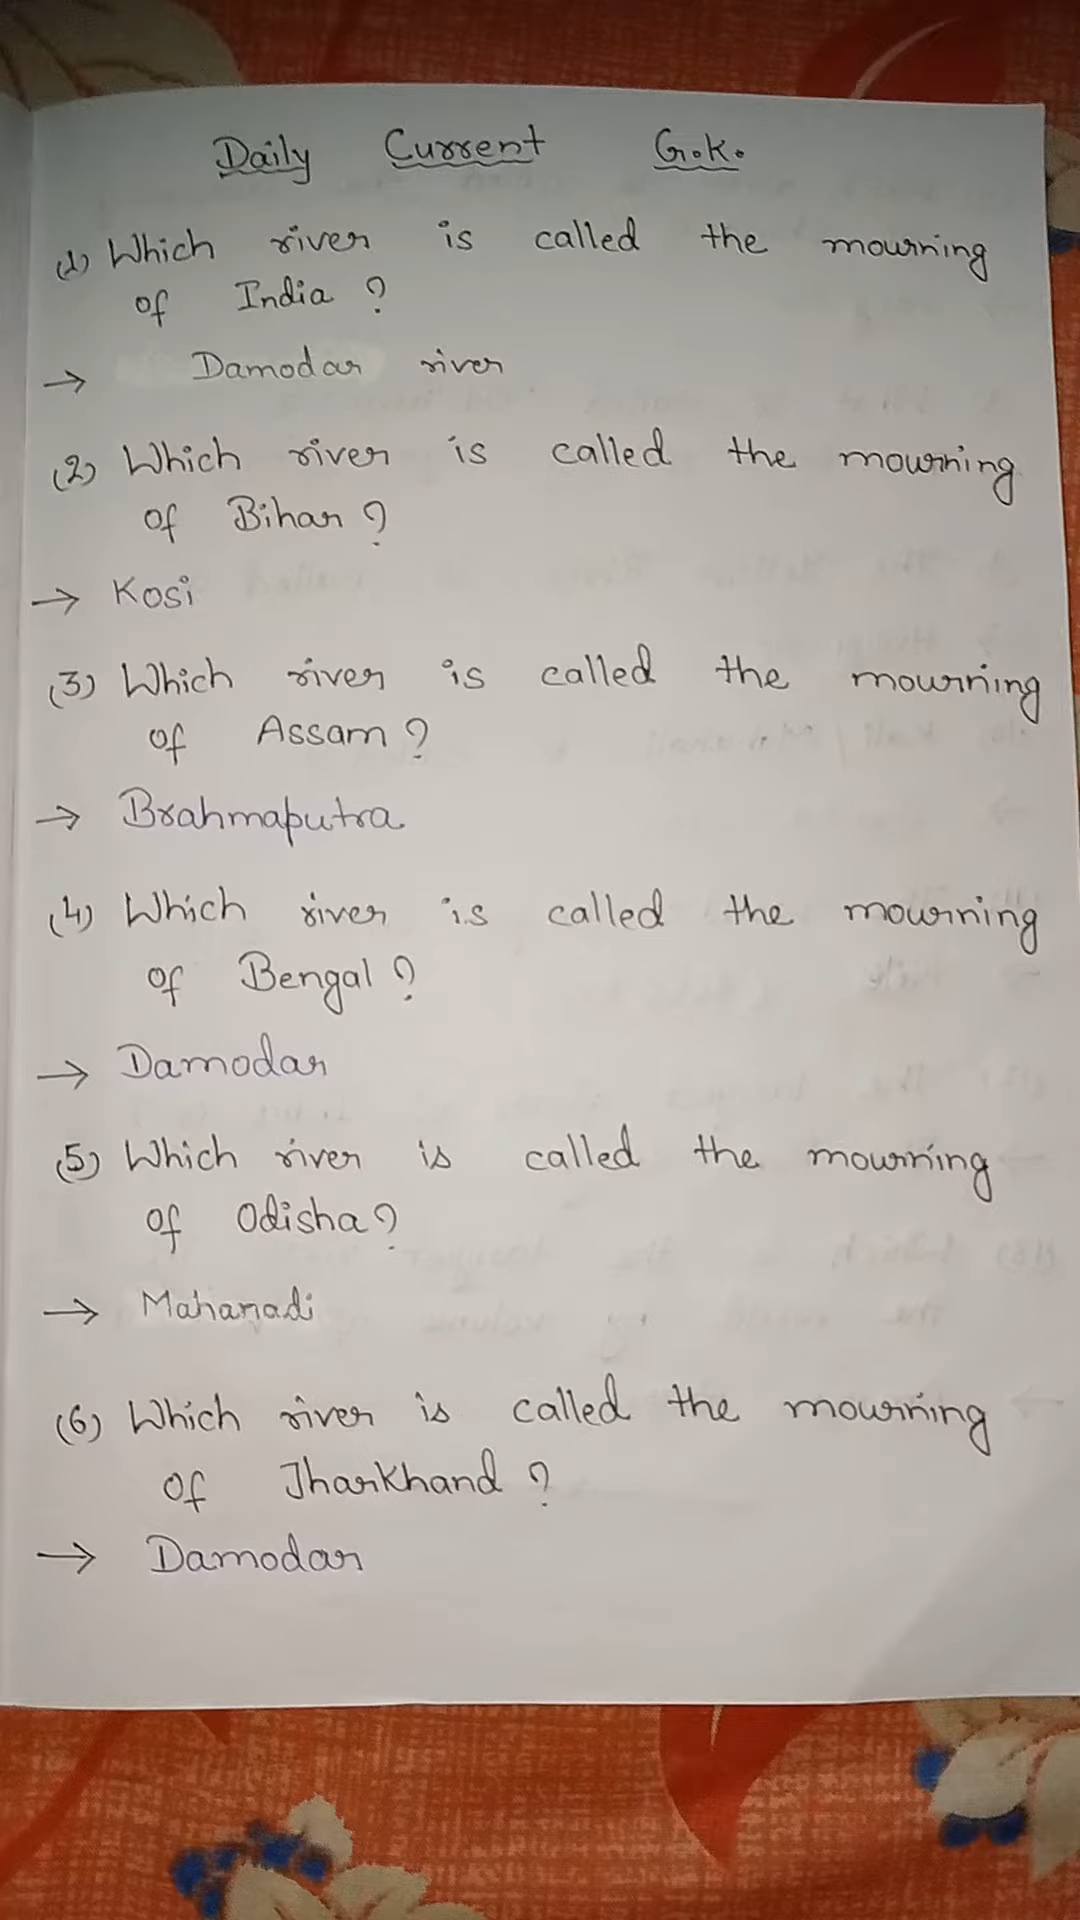 Daily Current G.K.
(1) Which river is called the mourning
of India ?
→ Damodar river
(2) Which river is called the mourning
of Bihar ?
→ Kosi
(3) Which river is called the mourning
of Assam ?
→ Brahmaputra
(4) Which river is called the mourning
of Bengal ?
→ Damodar
(5) Which river is called the mourning
of Odisha ?
→ Mahanadi
(6) Which river is called the mourning
of Jharkhand ?
→ Damodar